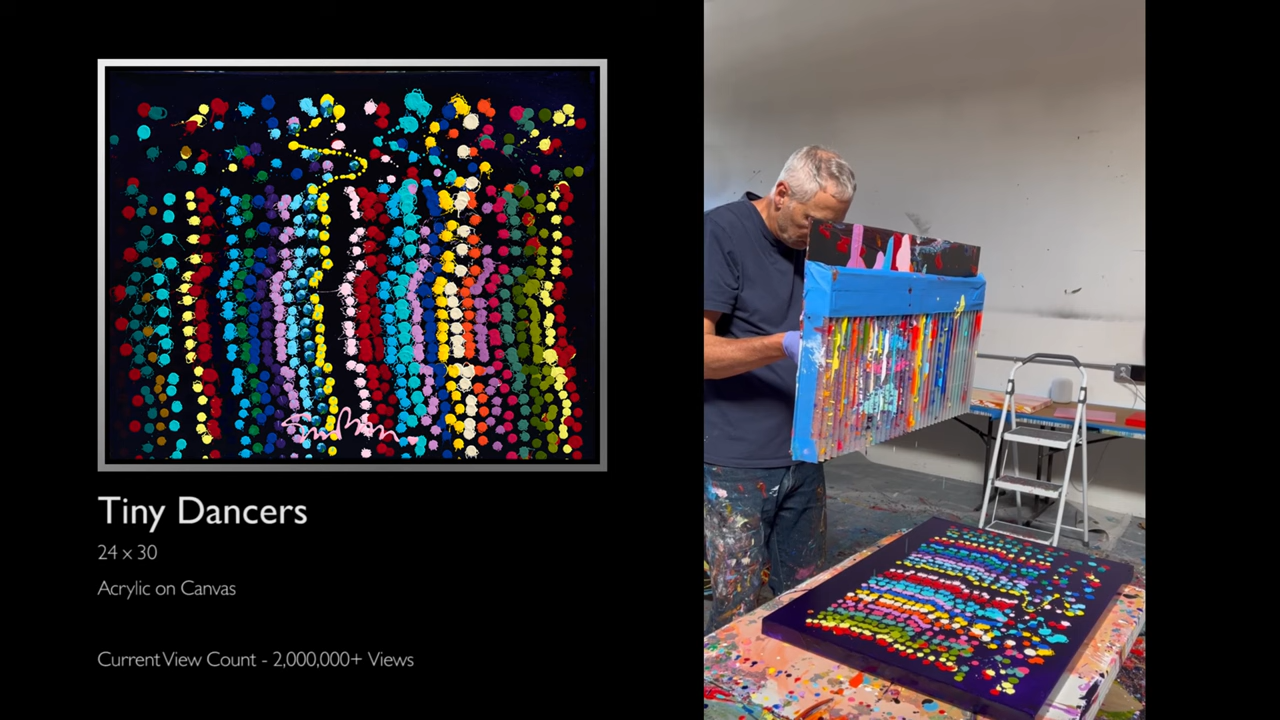 Tiny Dancers
24 x 30
Acrylic on Canvas
Current View Count - 2,000,000+ Views